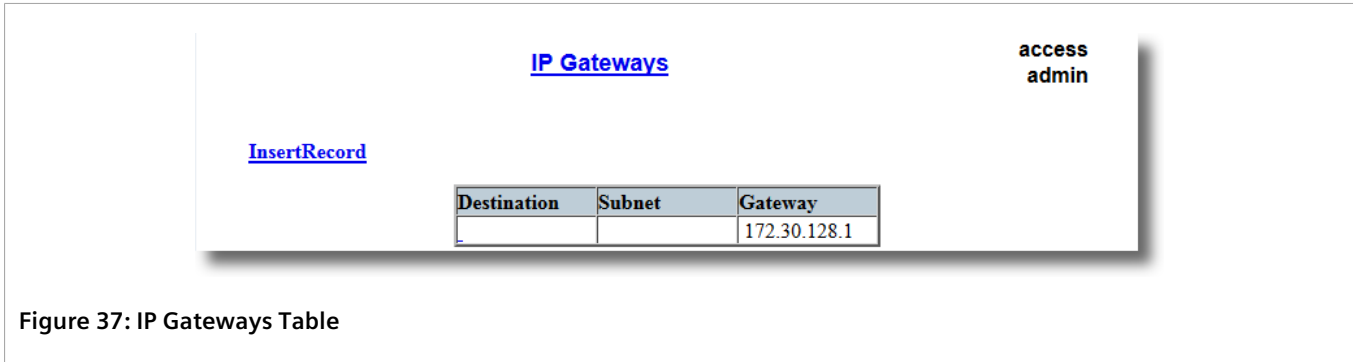 IP Gateways
access
admin
InsertRecord
Destination Subnet Gateway
172.30.128.1
Figure 37: IP Gateways Table